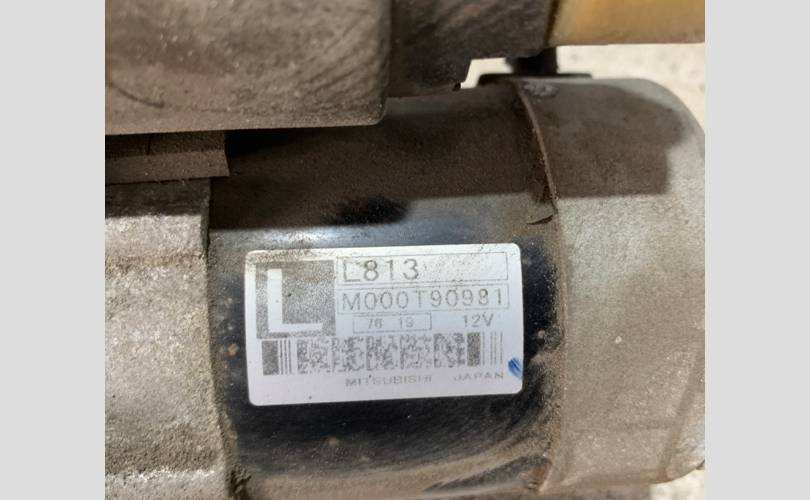 L
L813
M000T90981
76 19 12V
MITSUBISHI JAPAN